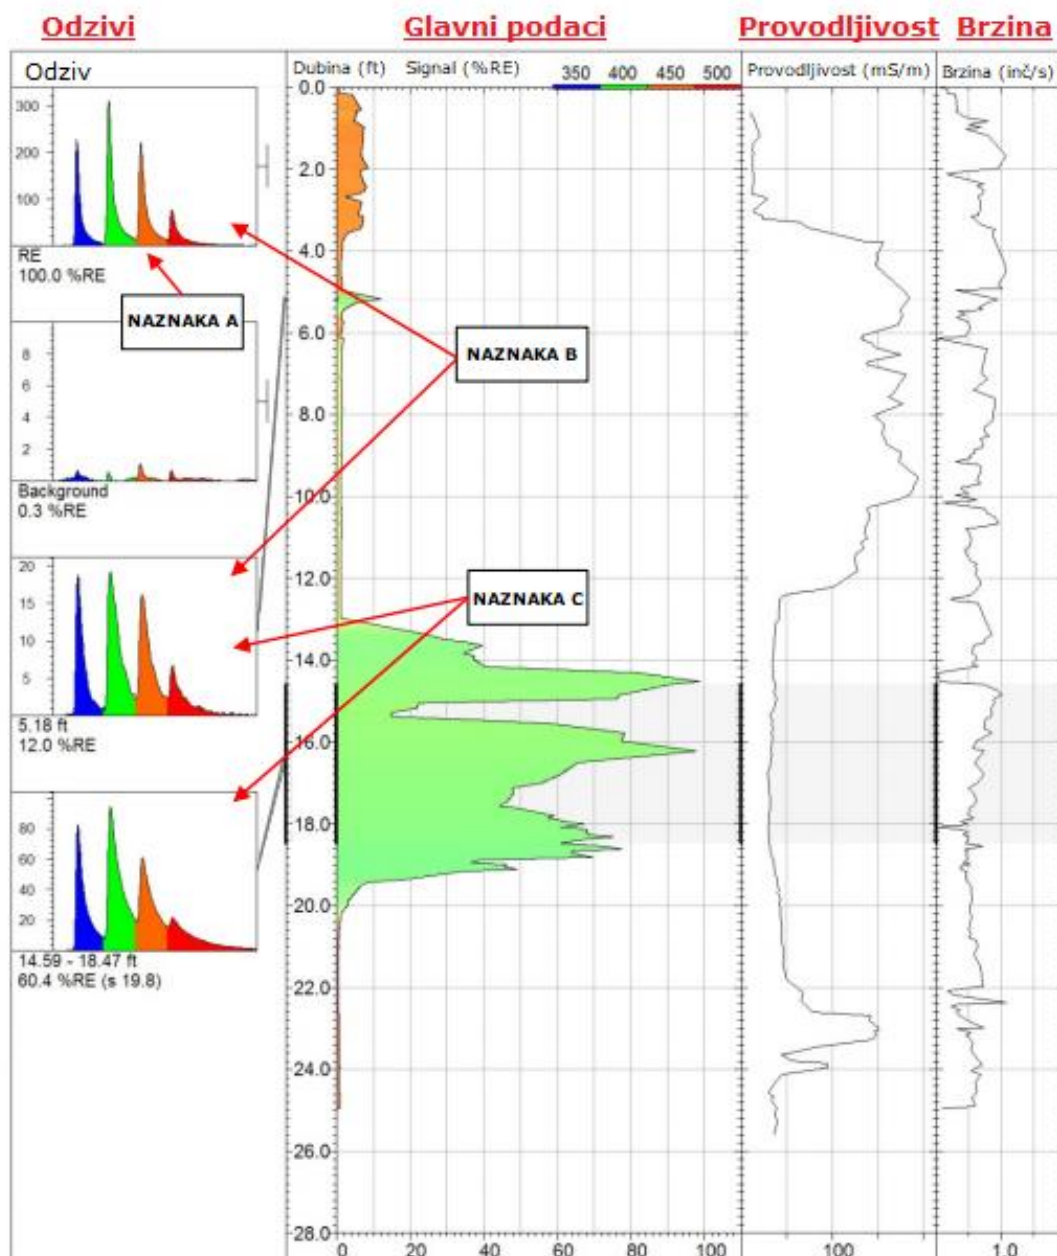 Odzivi Glavni podaci Provodljivost Brzina
Odziv
Dubina (ft) Signal (%RE) 350 400 450 500
Provodljivost (mS/m)
Brzina (inč/s)
300
200
100
RE
100.0 %RE
NAZNAKA A
8
6
4
2
Background
0.3 %RE
20
15
10
5
5.18 ft
12.0 %RE
80
60
40
20
14.59 - 18.47 ft
60.4 %RE (s 19.8)
NAZNAKA B
NAZNAKA C
0.0
2.0
4.0
6.0
8.0
10.0
12.0
14.0
16.0
18.0
20.0
22.0
24.0
26.0
28.0
0 20 40 60 80 100
100
1.0